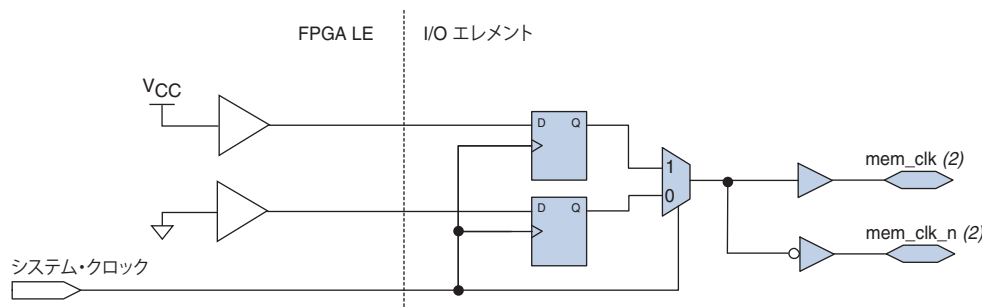 FPGA LE
I/O エレメント
VCC
D Q
1
mem_clk (2)
0
D Q
mem_clk_n (2)
システム・クロック